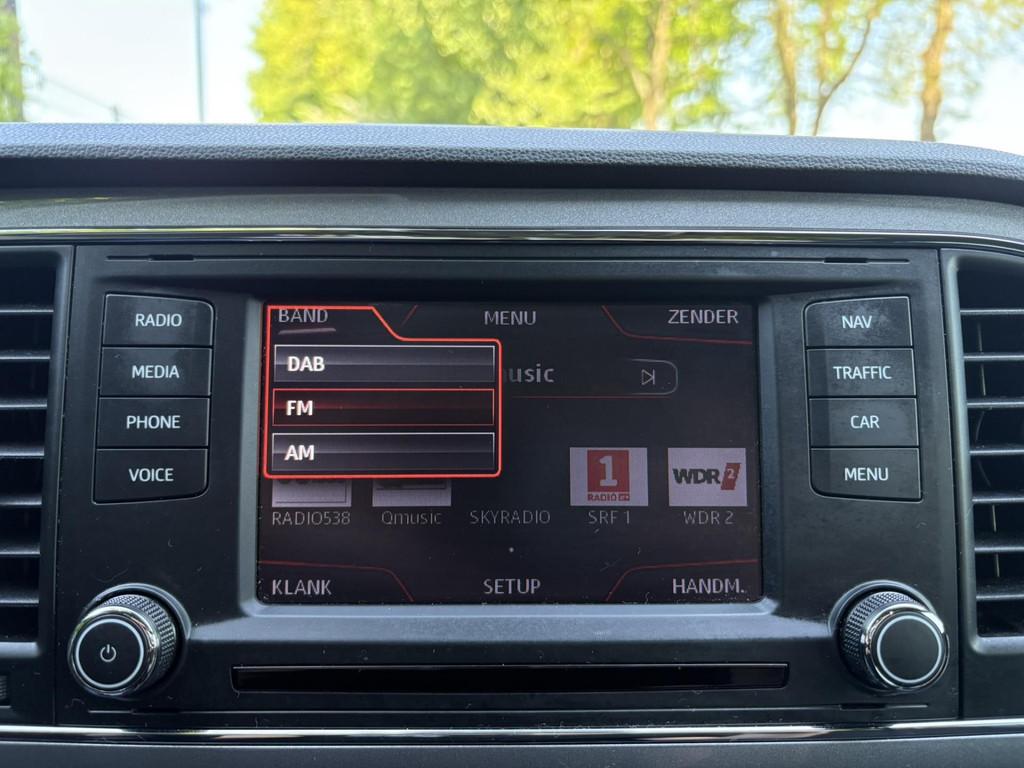 RADIO
MEDIA
PHONE
VOICE
BAND
MENU
ZENDER
DAB
FM
AM
usic
1
RADIO SRF
WDR 2
RADIO538
Qmusic
SKYRADIO
SRF 1
WDR 2
KLANK
SETUP
HANDM.
NAV
TRAFFIC
CAR
MENU